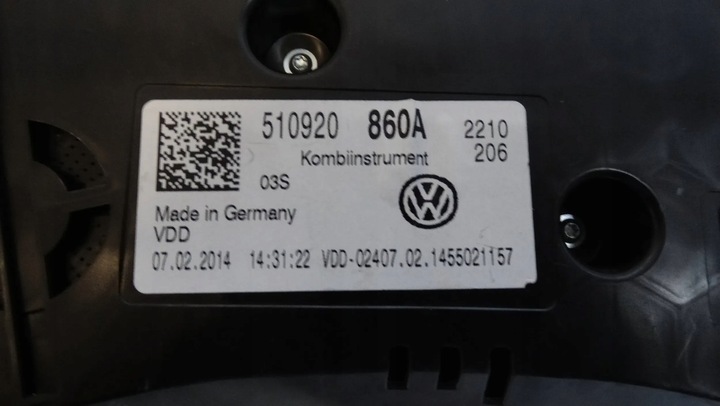 510920 860A 2210
Kombiinstrument 206
03S
Made in Germany
VDD
07.02.2014 14:31:22 VDD-02407.02.1455021157